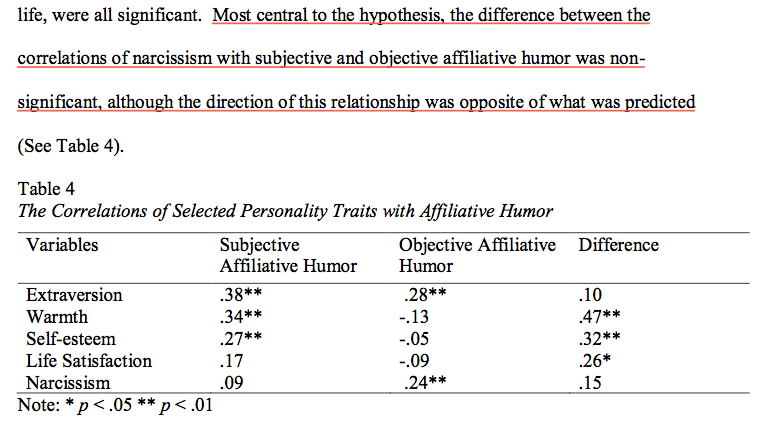 life, were all significant. Most central to the hypothesis, the difference between the
correlations of narcissism with subjective and objective affiliative humor was non-
significant, although the direction of this relationship was opposite of what was predicted
(See Table 4).
Table 4
The Correlations of Selected Personality Traits with Affiliative Humor
Variables Subjective Affiliative Humor Objective Affiliative Humor Difference
Extraversion .38** .28** .10
Warmth .34** -.13 .47**
Self-esteem .27** -.05 .32**
Life Satisfaction .17 -.09 .26*
Narcissism .09 .24** .15
Note: * p < .05 ** p < .01